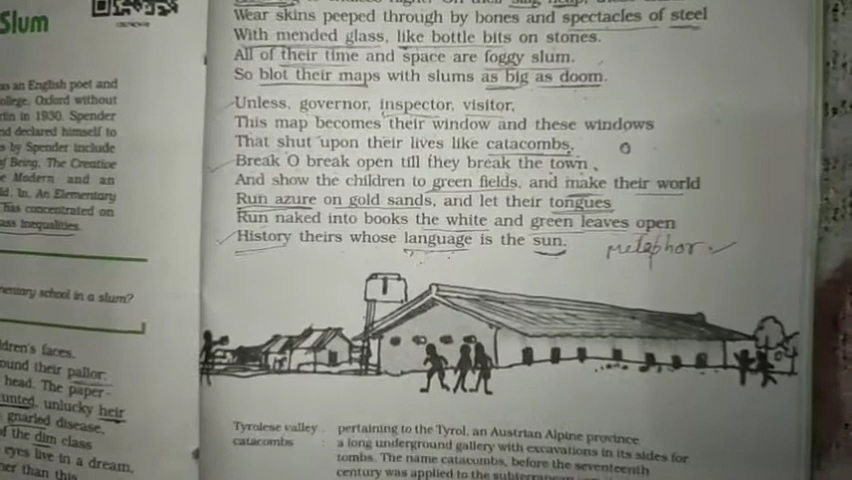 Slum
as an English poet and
ollege, Oxford without
rlin in 1930. Spender
nd declared himself to
s by Spender include
of Being, The Creative
e Modern and an
ld. In, An Elementary
has concentrated on
ass inequalities.
mentary school in a slum?
ldren's faces.
ound their pallor:
head. The paper-
unted, unlucky heir
gnarled disease,
of the dim class
eyes live in a dream,
her than this.
Wear skins peeped through by bones and spectacles of steel
With mended glass, like bottle bits on stones.
All of their time and space are foggy slum.
So blot their maps with slums as big as doom.
Unless, governor, inspector, visitor,
This map becomes their window and these windows
That shut upon their lives like catacombs,
Break O break open till they break the town
And show the children to green fields, and make their world
Run azure on gold sands, and let their tongues
Run naked into books the white and green leaves open
History theirs whose language is the sun.
metaphor
Tyrolese valley : pertaining to the Tyrol, an Austrian Alpine province
catacombs : a long underground gallery with excavations in its sides for
tombs. The name catacombs, before the seventeenth
century was applied to the subterranean